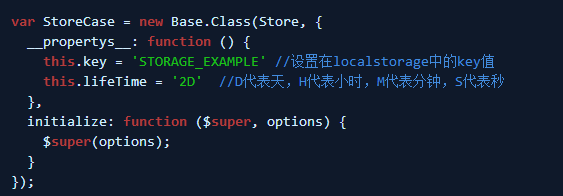 var StoreCase = new Base.Class(Store, {
  __propertys__: function () {
    this.key = 'STORAGE_EXAMPLE' //设置在localstorage中的key值
    this.lifeTime = '2D'  //D代表天，H代表小时，M代表分钟，S代表秒
  },
  initialize: function ($super, options) {
    $super(options);
  }
});